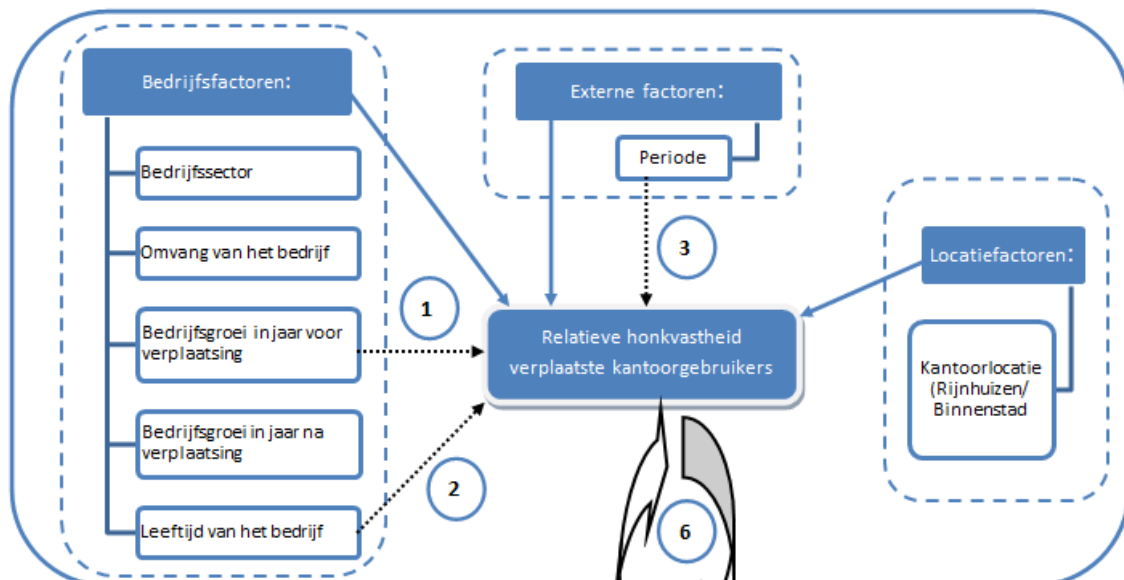 Bedrijfsfactoren:
Bedrijfssector
Omvang van het bedrijf
Bedrijfsgroei in jaar voor
verplaatsing
Bedrijfsgroei in jaar na
verplaatsing
Leeftijd van het bedrijf
1
2
Externe factoren:
Periode
3
Relatieve honkvastheid
verplaatste kantoorgebruikers
6
Locatiefactoren:
Kantoorlocatie
(Rijnhuizen/
Binnenstad